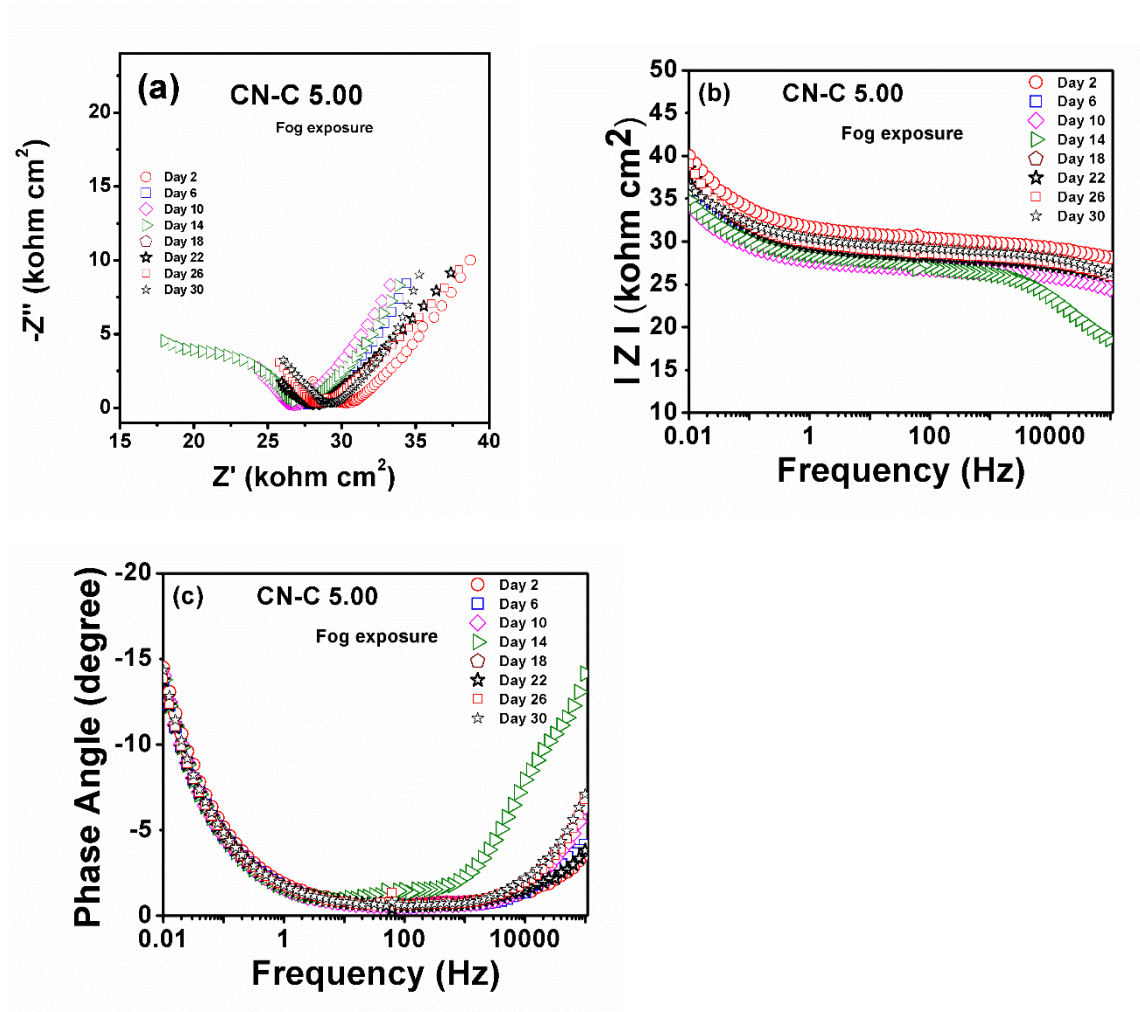 (a)
CN-C 5.00
Fog exposure
Day 2
Day 6
Day 10
Day 14
Day 18
Day 22
Day 26
Day 30
20
15
10
5
0
-Z" (kohm cm²)
15 20 25 30 35 40
Z' (kohm cm²)
(b)
CN-C 5.00
Fog exposure
Day 2
Day 6
Day 10
Day 14
Day 18
Day 22
Day 26
Day 30
50
45
40
35
30
25
20
15
10
I Z I (kohm cm²)
0.01 1 100 10000
Frequency (Hz)
(c)
CN-C 5.00
Fog exposure
Day 2
Day 6
Day 10
Day 14
Day 18
Day 22
Day 26
Day 30
-20
-15
-10
-5
0
Phase Angle (degree)
0.01 1 100 10000
Frequency (Hz)